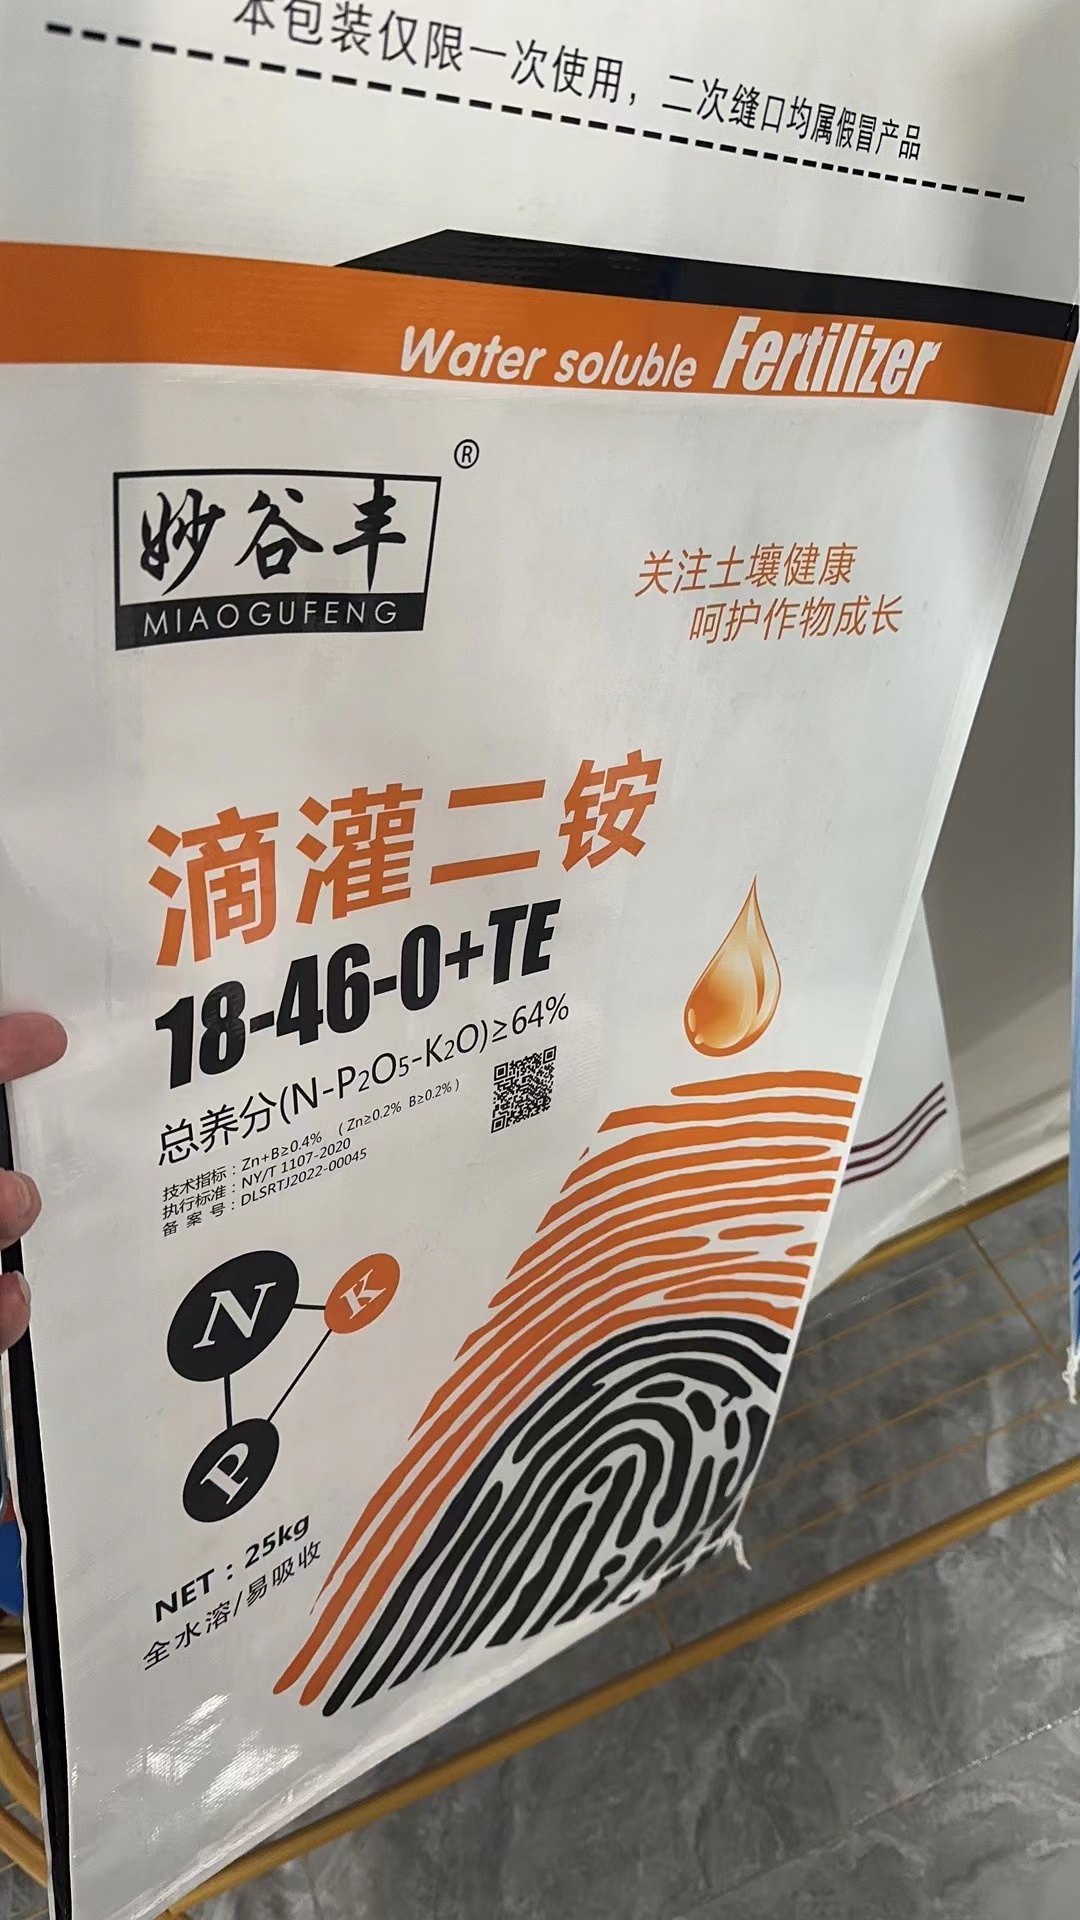 本包装仅限一次使用，二次缝口均属假冒产品
Water soluble Fertilizer
®
妙谷丰
MIAOGUFENG
关注土壤健康
呵护作物成长
滴灌二铵
18-46-0+TE
总养分(N-P2O5-K2O)≥64%
技术指标：Zn+B≥0.4% （Zn≥0.2% B≥0.2%）
执行标准：NY/T 1107-2020
备案号：DLSRTJ2022-00045
N
K
P
NET：25kg
全水溶/易吸收